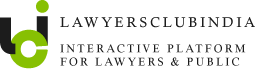 LAWYERSCLUBINDIA
INTERACTIVE PLATFORM
FOR LAWYERS & PUBLIC